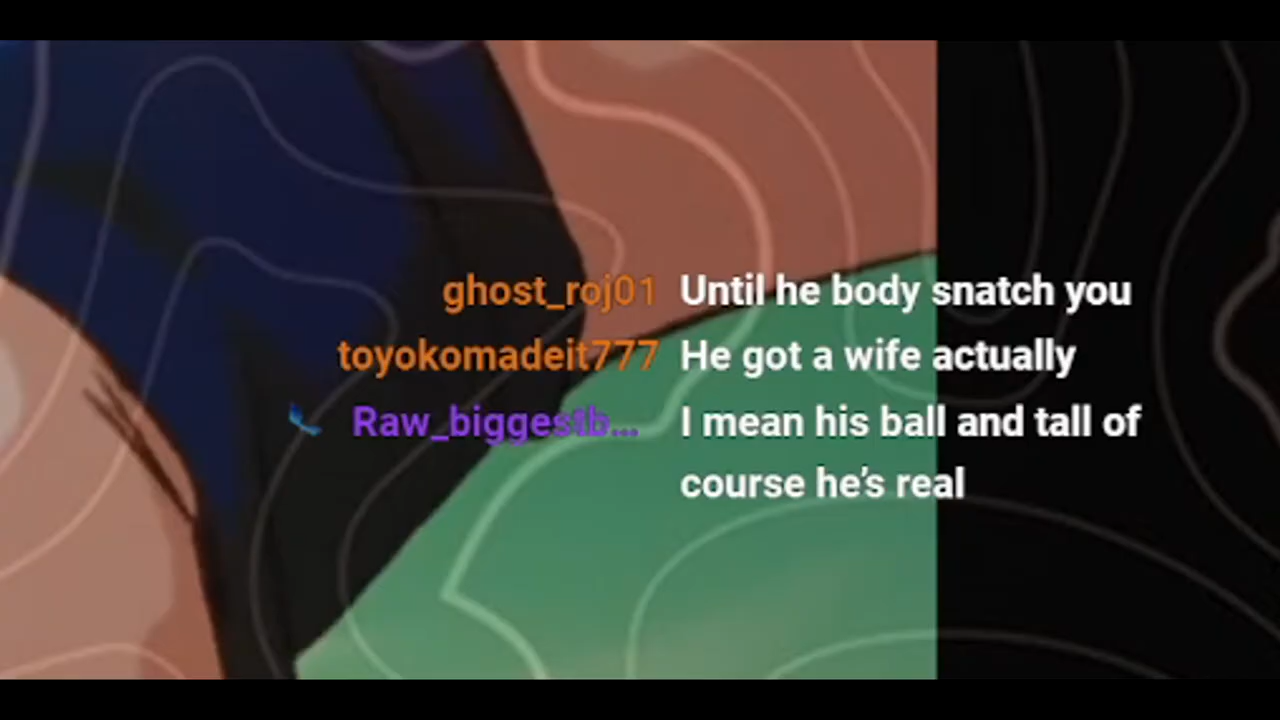 ghost_roj01 Until he body snatch you
toyokomadeit777 He got a wife actually
Raw_biggestb... I mean his ball and tall of
course he's real